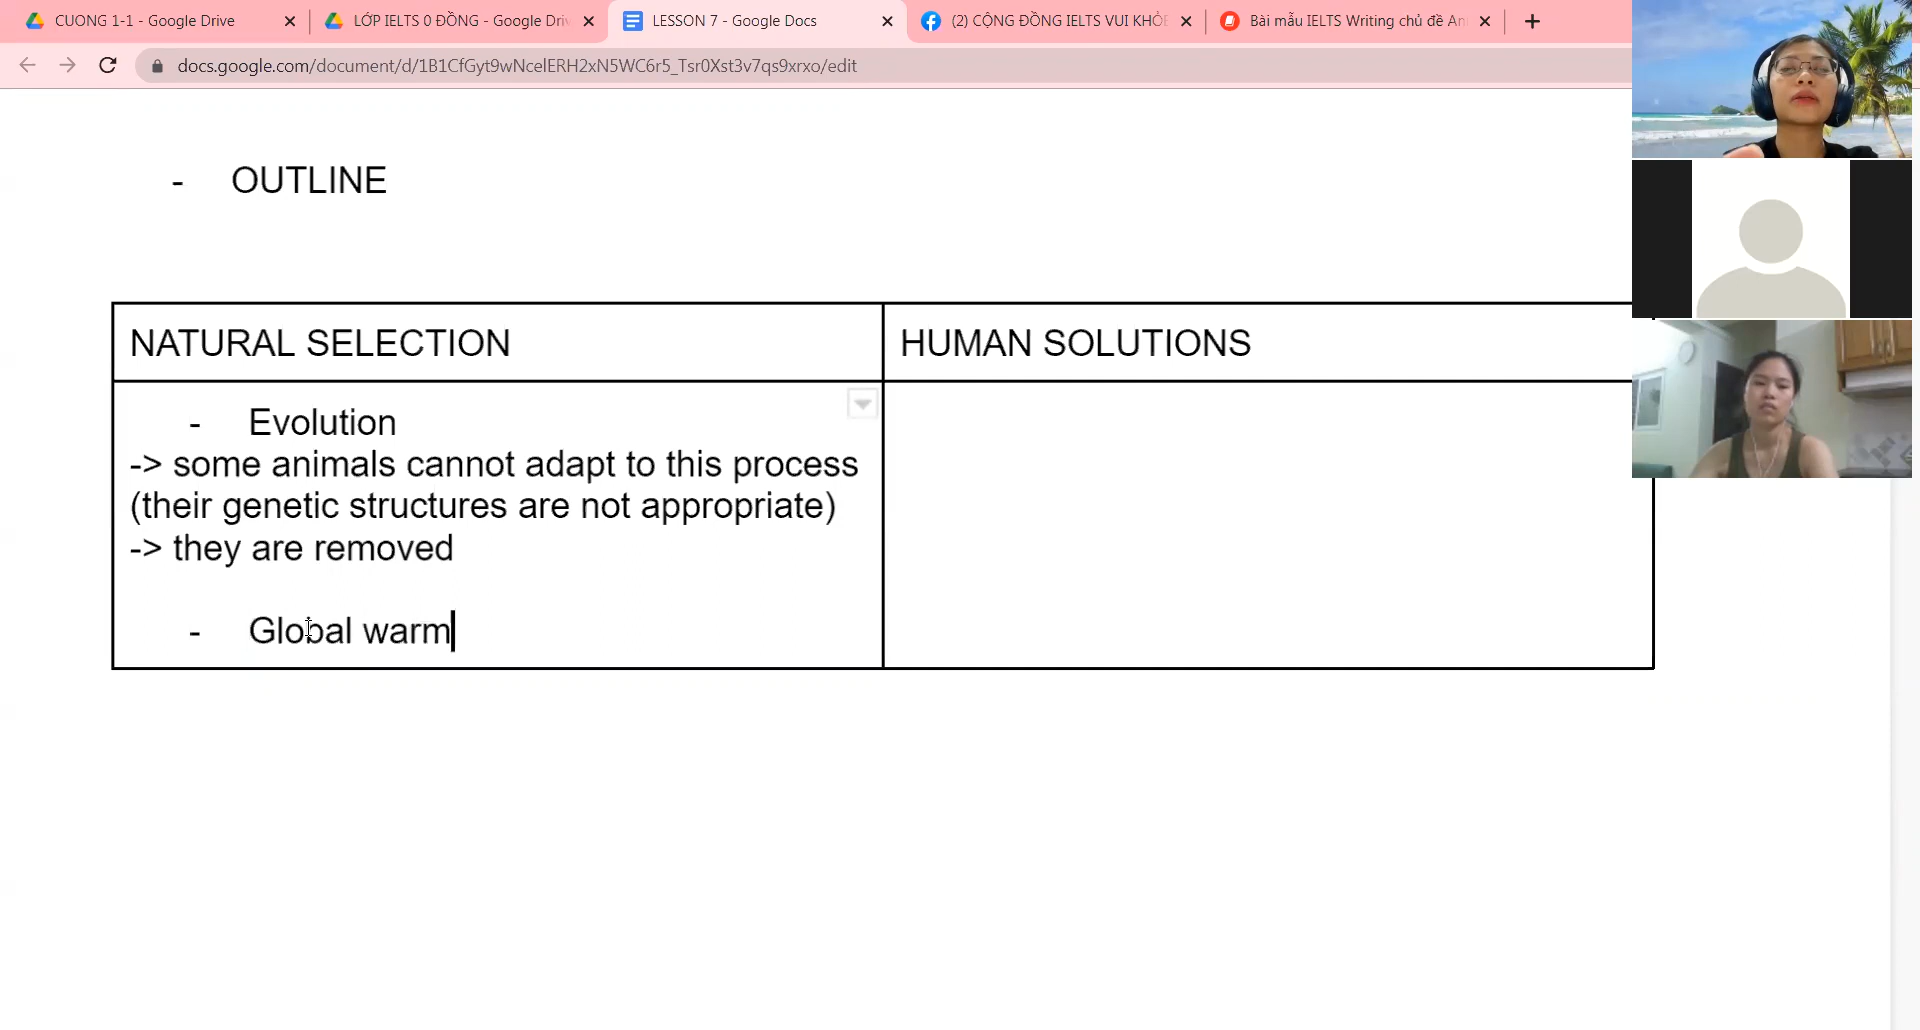 CUONG 1-1 - Google Drive
LỚP IELTS 0 ĐỒNG - Google Dri
LESSON 7 - Google Docs
(2) CỘNG ĐỒNG IELTS VUI KHỎE
Bài mẫu IELTS Writing chủ đề An
docs.google.com/document/d/1B1CfGyt9wNcelERH2xN5WC6r5_Tsr0Xst3v7qs9xrxo/edit
- OUTLINE
NATURAL SELECTION
HUMAN SOLUTIONS
- Evolution
-> some animals cannot adapt to this process
(their genetic structures are not appropriate)
-> they are removed
- Global warm